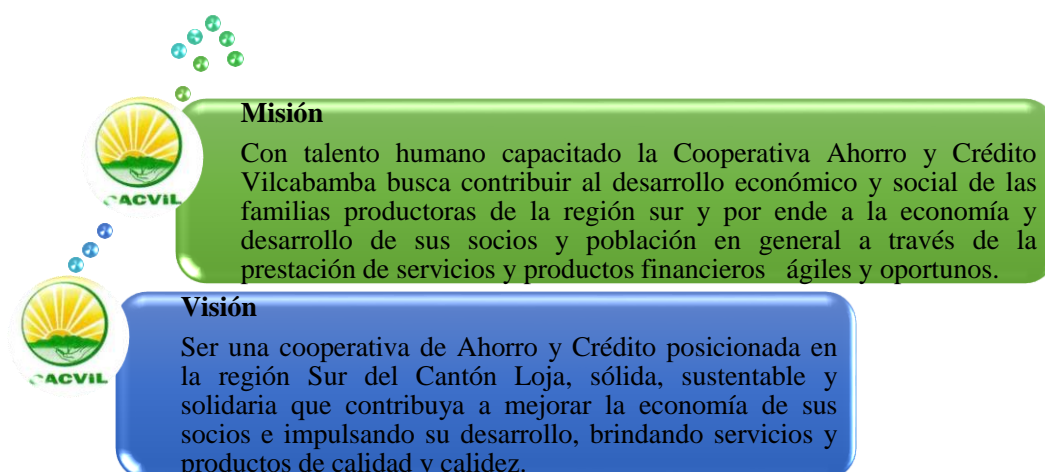 Misión
Con talento humano capacitado la Cooperativa Ahorro y Crédito
Vilcabamba busca contribuir al desarrollo económico y social de las
familias productoras de la región sur y por ende a la economía y
desarrollo de sus socios y población en general a través de la
prestación de servicios y productos financieros ágiles y oportunos.
CACVIL
Visión
Ser una cooperativa de Ahorro y Crédito posicionada en
la región Sur del Cantón Loja, sólida, sustentable y
solidaria que contribuya a mejorar la economía de sus
socios e impulsando su desarrollo, brindando servicios y
productos de calidad y calidez.
CACVIL